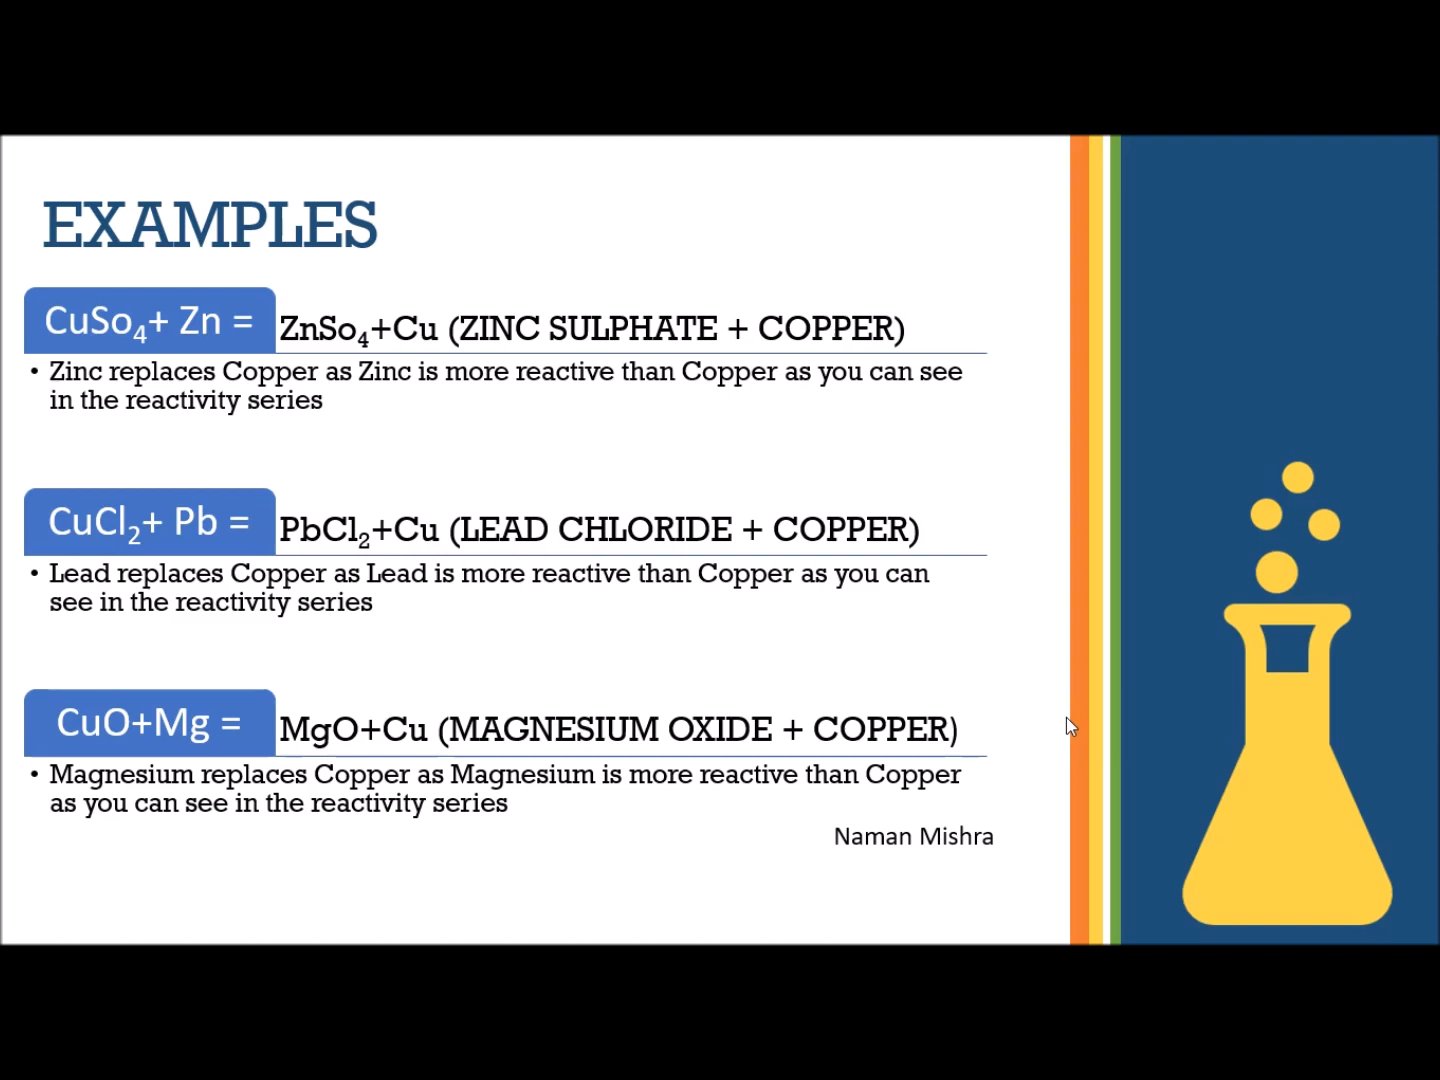 EXAMPLES
CuSo₄+ Zn = ZnSo₄+Cu (ZINC SULPHATE + COPPER)
• Zinc replaces Copper as Zinc is more reactive than Copper as you can see
in the reactivity series
CuCl₂+ Pb = PbCl₂+Cu (LEAD CHLORIDE + COPPER)
• Lead replaces Copper as Lead is more reactive than Copper as you can
see in the reactivity series
CuO+Mg = MgO+Cu (MAGNESIUM OXIDE + COPPER)
• Magnesium replaces Copper as Magnesium is more reactive than Copper
as you can see in the reactivity series
Naman Mishra